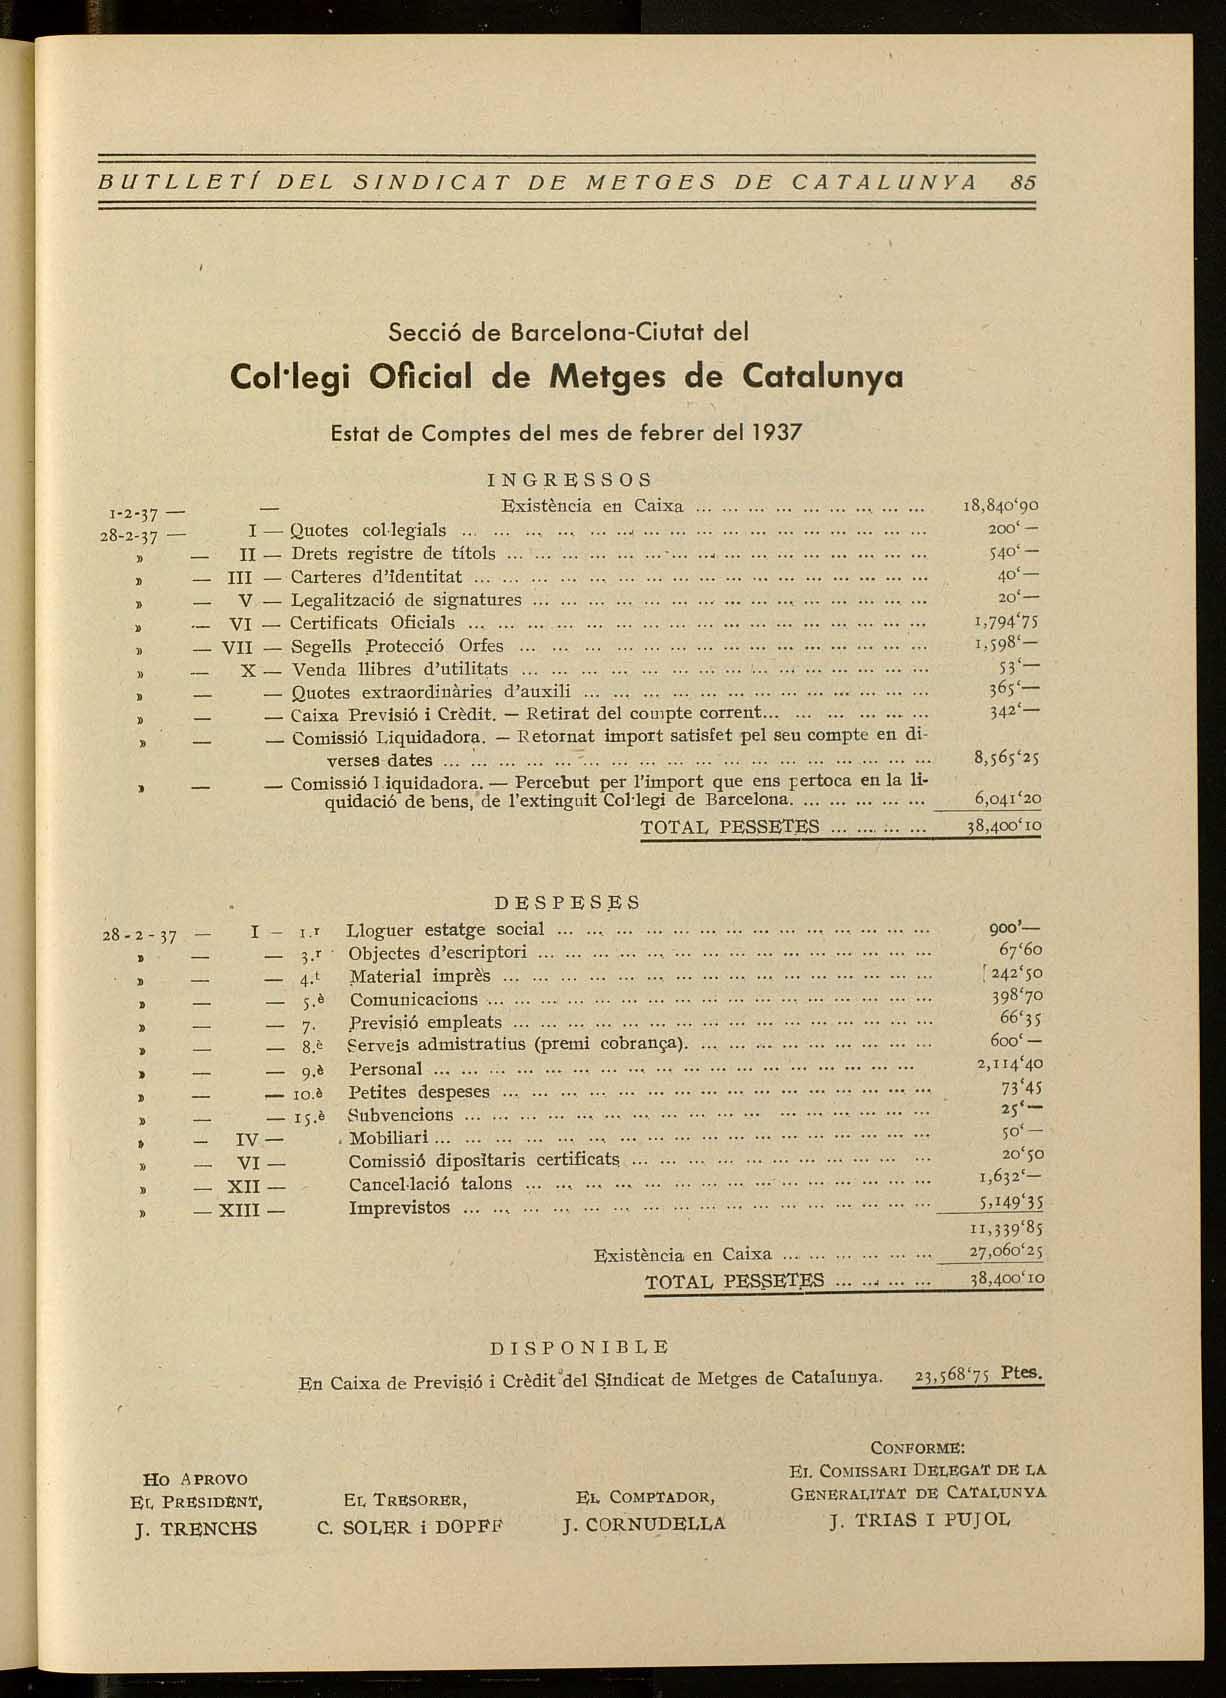 BUTLLETÍ DEL SINDICAT DE METGES DE CATALUNYA 85
Secció de Barcelona-Ciutat del
Col·legi Oficial de Metges de Catalunya
Estat de Comptes del mes de febrer del 1937
INGRESSOS
1-2-37 — — Existència en Caixa ... ... ... ... ... ... ... ... ... 18,840‘90
28-2-37 — I — Quotes col·legials ... ... ... ... ... ... ... ... ... 200‘—
» — II — Drets registre de títols ... ... ... ... ... ... ... ... ... 540‘—
» — III — Carteres d’identitat ... ... ... ... ... ... ... ... ... 40‘—
» — V — Legalització de signatures ... ... ... ... ... ... ... ... ... 20‘—
» — VI — Certificats Oficials ... ... ... ... ... ... ... ... ... 1,794‘75
» — VII — Segells Protecció Orfes ... ... ... ... ... ... ... ... ... 1,598‘—
» — X — Venda llibres d’utilitats ... ... ... ... ... ... ... ... ... 53‘—
» — — Quotes extraordinàries d’auxili ... ... ... ... ... ... ... ... ... 365‘—
» — — Caixa Previsió i Crèdit. — Retirat del compte corrent... ... ... ... ... ... ... 342‘—
» — — Comissió Liquidadora. — Retornat import satisfet pel seu compte en di-
verses dates ... ... ... ... ... ... ... ... ... 8,565‘25
» — — Comissió Liquidadora. — Percebut per l’import que ens pertoca en la li-
quidació de bens, de l’extinguit Col·legi de Barcelona. ... ... ... ... ... 6,041‘20
TOTAL PESSETES ... ... ... ... 38,400‘10
DESPESES
28-2-37 — I — 1.r Lloguer estatge social ... ... ... ... ... ... ... ... ... 900’—
» — — 3.r Objectes d’escriptori ... ... ... ... ... ... ... ... ... 67‘60
» — — 4.t Material imprès ... ... ... ... ... ... ... ... ... 242‘50
» — — 5.è Comunicacions ... ... ... ... ... ... ... ... ... 398‘70
» — — 7. Previsió empleats ... ... ... ... ... ... ... ... ... 66‘35
» — — 8.è Serveis admistratius (premi cobrança). ... ... ... ... ... ... ... ... ... 600‘—
» — — 9.è Personal ... ... ... ... ... ... ... ... ... 2,114‘40
» — — 10.è Petites despeses ... ... ... ... ... ... ... ... ... 73‘45
» — — 15.è Subvencions ... ... ... ... ... ... ... ... ... 25‘—
» — IV — Mobiliari ... ... ... ... ... ... ... ... ... 50‘—
» — VI — Comissió dipositaris certificats ... ... ... ... ... ... ... ... ... 20‘50
» — XII — Cancel·lació talons ... ... ... ... ... ... ... ... ... 1,632‘—
» — XIII — Imprevistos ... ... ... ... ... ... ... ... ... 5,149‘35
11,339‘85
Existència en Caixa ... ... ... ... ... ... 27,060‘25
TOTAL PESSETES ... ... ... ... 38,400‘10
DISPONIBLE
En Caixa de Previsió i Crèdit del Sindicat de Metges de Catalunya. 23,568‘75 Ptes.
HO APROVO
EL PRESIDENT,
J. TRENCHS
EL TRESORER,
C. SOLER i DOPFF
EL COMPTADOR,
J. CORNUDELLA
CONFORME:
EL COMISSARI DELEGAT DE LA
GENERALITAT DE CATALUNYA
J. TRIAS I PUJOL